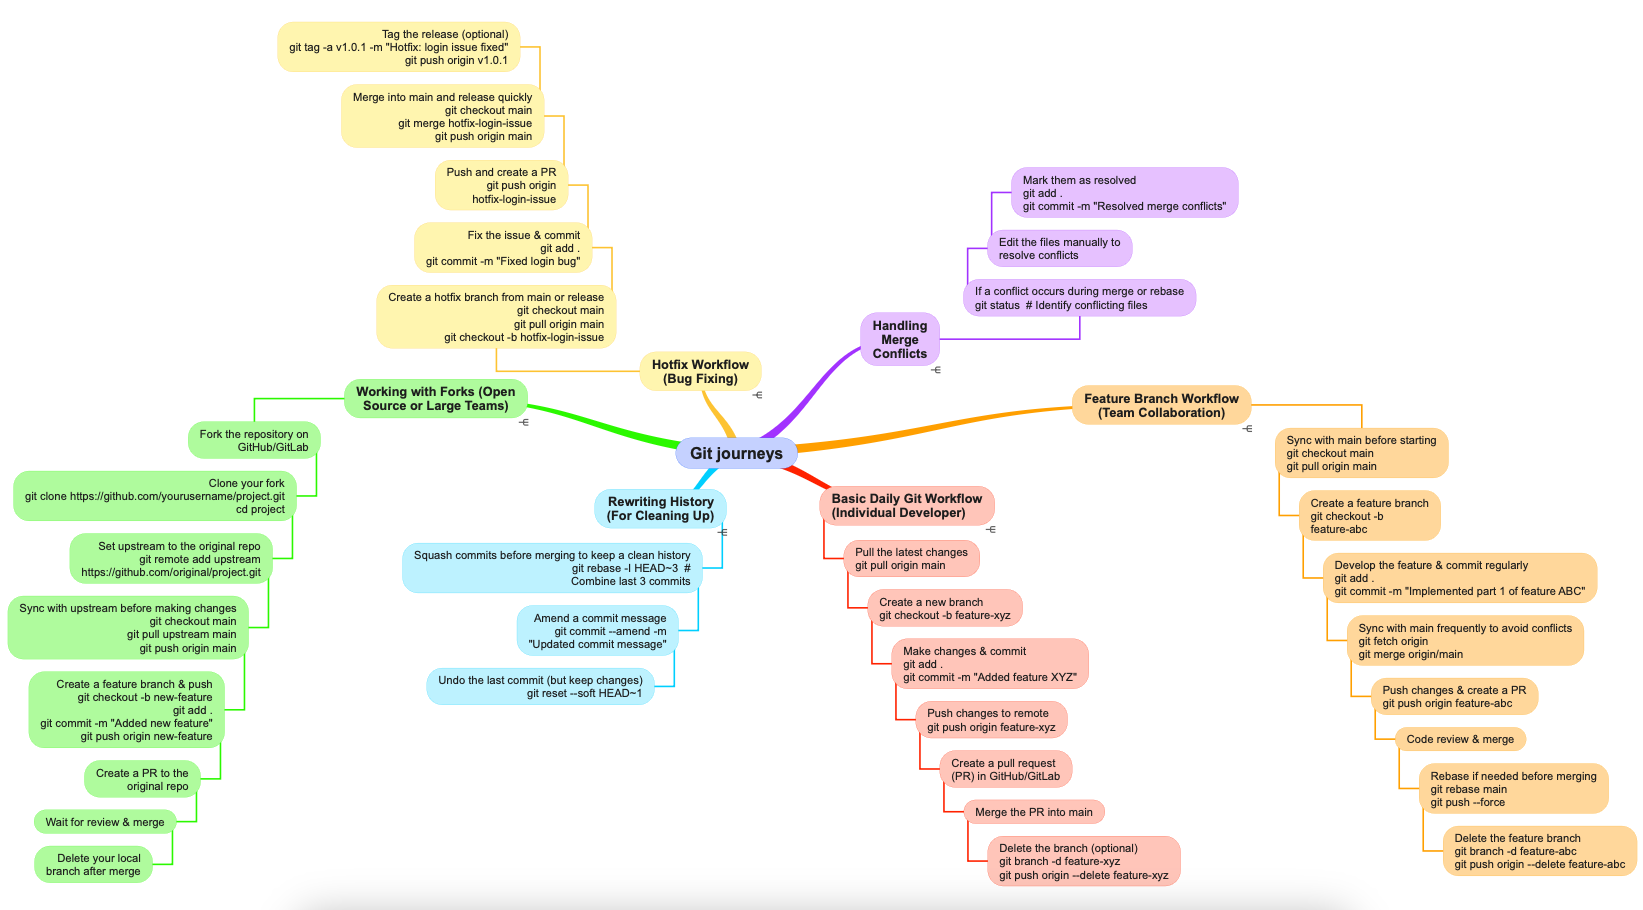 Git journeys
Hotfix Workflow
(Bug Fixing)
Create a hotfix branch from main or release
git checkout main
git pull origin main
git checkout -b hotfix-login-issue
Fix the issue & commit
git add .
git commit -m "Fixed login bug"
Push and create a PR
git push origin
hotfix-login-issue
Merge into main and release quickly
git checkout main
git merge hotfix-login-issue
git push origin main
Tag the release (optional)
git tag -a v1.0.1 -m "Hotfix: login issue fixed"
git push origin v1.0.1
Handling
Merge
Conflicts
If a conflict occurs during merge or rebase
git status  # Identify conflicting files
Edit the files manually to
resolve conflicts
Mark them as resolved
git add .
git commit -m "Resolved merge conflicts"
Feature Branch Workflow
(Team Collaboration)
Sync with main before starting
git checkout main
git pull origin main
Create a feature branch
git checkout -b
feature-abc
Develop the feature & commit regularly
git add .
git commit -m "Implemented part 1 of feature ABC"
Sync with main frequently to avoid conflicts
git fetch origin
git merge origin/main
Push changes & create a PR
git push origin feature-abc
Code review & merge
Rebase if needed before merging
git rebase main
git push --force
Delete the feature branch
git branch -d feature-abc
git push origin --delete feature-abc
Basic Daily Git Workflow
(Individual Developer)
Pull the latest changes
git pull origin main
Create a new branch
git checkout -b feature-xyz
Make changes & commit
git add .
git commit -m "Added feature XYZ"
Push changes to remote
git push origin feature-xyz
Create a pull request
(PR) in GitHub/GitLab
Merge the PR into main
Delete the branch (optional)
git branch -d feature-xyz
git push origin --delete feature-xyz
Rewriting History
(For Cleaning Up)
Squash commits before merging to keep a clean history
git rebase -I HEAD~3  #
Combine last 3 commits
Amend a commit message
git commit --amend -m
"Updated commit message"
Undo the last commit (but keep changes)
git reset --soft HEAD~1
Working with Forks (Open
Source or Large Teams)
Fork the repository on
GitHub/GitLab
Clone your fork
git clone https://github.com/yourusername/project.git
cd project
Set upstream to the original repo
git remote add upstream
https://github.com/original/project.git
Sync with upstream before making changes
git checkout main
git pull upstream main
git push origin main
Create a feature branch & push
git checkout -b new-feature
git add .
git commit -m "Added new feature"
git push origin new-feature
Create a PR to the
original repo
Wait for review & merge
Delete your local
branch after merge